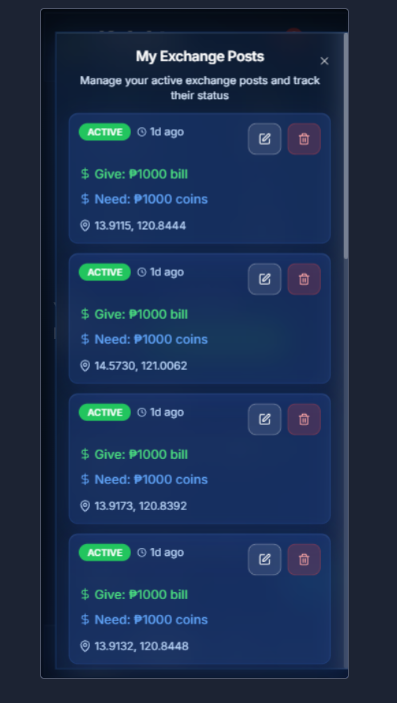 My Exchange Posts
Manage your active exchange posts and track
their status
ACTIVE 1d ago
$ Give: ₱1000 bill
$ Need: ₱1000 coins
13.9115, 120.8444
ACTIVE 1d ago
$ Give: ₱1000 bill
$ Need: ₱1000 coins
14.5730, 121.0062
ACTIVE 1d ago
$ Give: ₱1000 bill
$ Need: ₱1000 coins
13.9173, 120.8392
ACTIVE 1d ago
$ Give: ₱1000 bill
$ Need: ₱1000 coins
13.9132, 120.8448